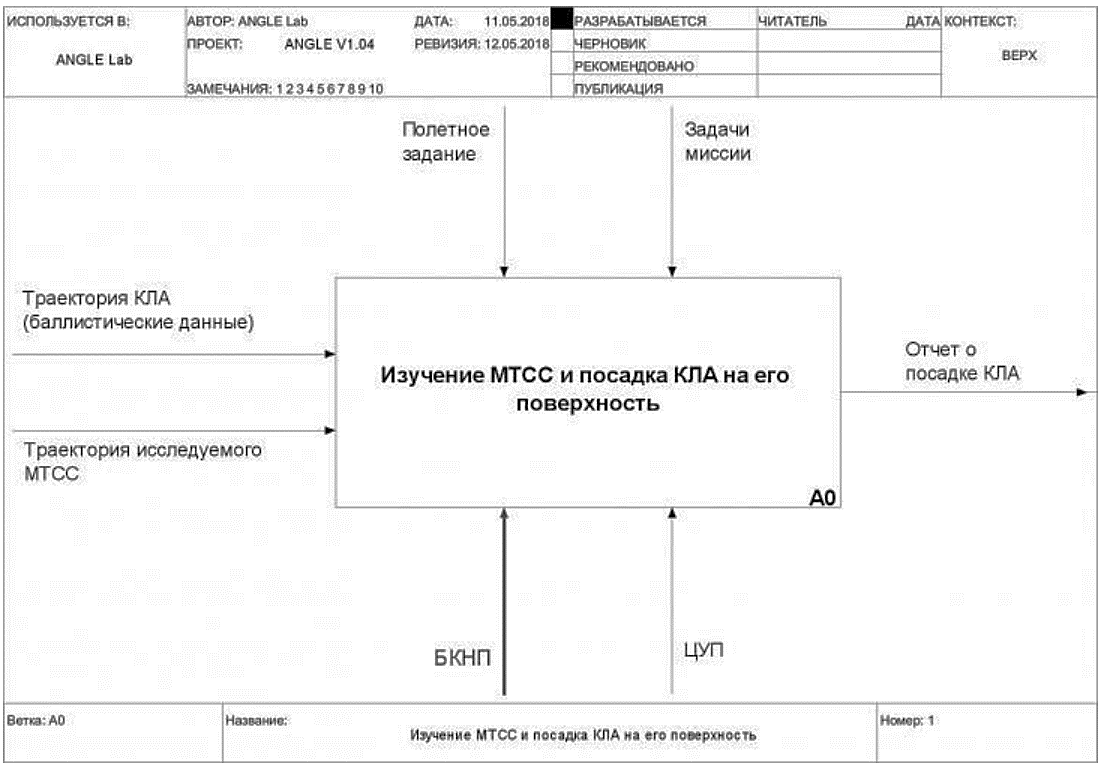 ИСПОЛЬЗУЕТСЯ В:
ANGLE Lab
АВТОР: ANGLE Lab
ДАТА: 11.05.2018
ПРОЕКТ: ANGLE V1.04
РЕВИЗИЯ: 12.05.2018
ЗАМЕЧАНИЯ: 1 2 3 4 5 6 7 8 9 10
РАЗРАБАТЫВАЕТСЯ
ЧЕРНОВИК
РЕКОМЕНДОВАНО
ПУБЛИКАЦИЯ
ЧИТАТЕЛЬ
ДАТА
КОНТЕКСТ:
ВЕРХ
Полетное
задание
Задачи
миссии
Траектория КЛА
(баллистические данные)
Траектория исследуемого
МТСС
Изучение МТСС и посадка КЛА на его
поверхность
A0
Отчет о
посадке КЛА
БКНП
ЦУП
Ветка: A0
Название:
Изучение МТСС и посадка КЛА на его поверхность
Номер: 1